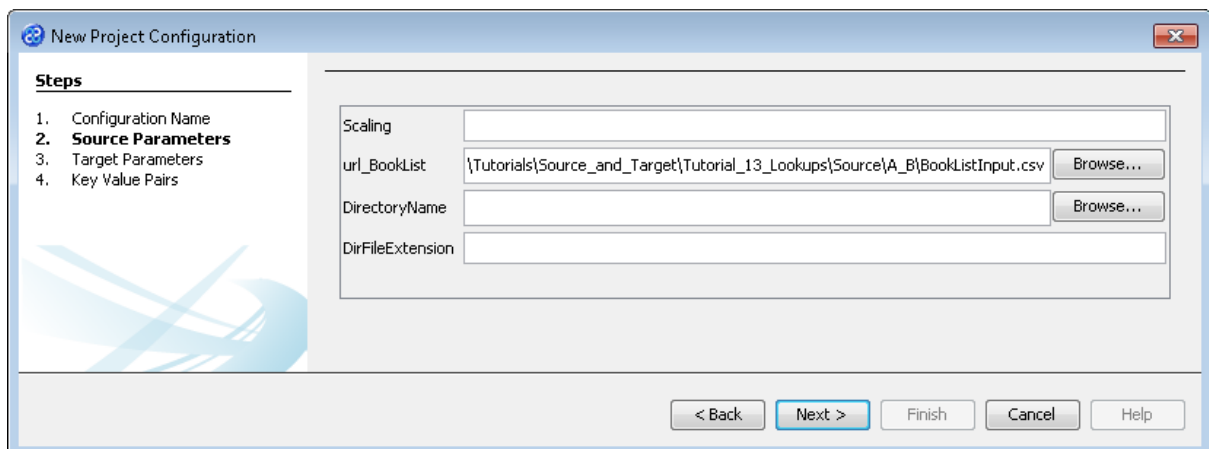 New Project Configuration
Steps
1. Configuration Name
2. Source Parameters
3. Target Parameters
4. Key Value Pairs
Scaling
url_BookList \Tutorials\Source_and_Target\Tutorial_13_Lookups\Source\A_B\BookListInput.csv Browse...
DirectoryName Browse...
DirFileExtension
< Back Next > Finish Cancel Help